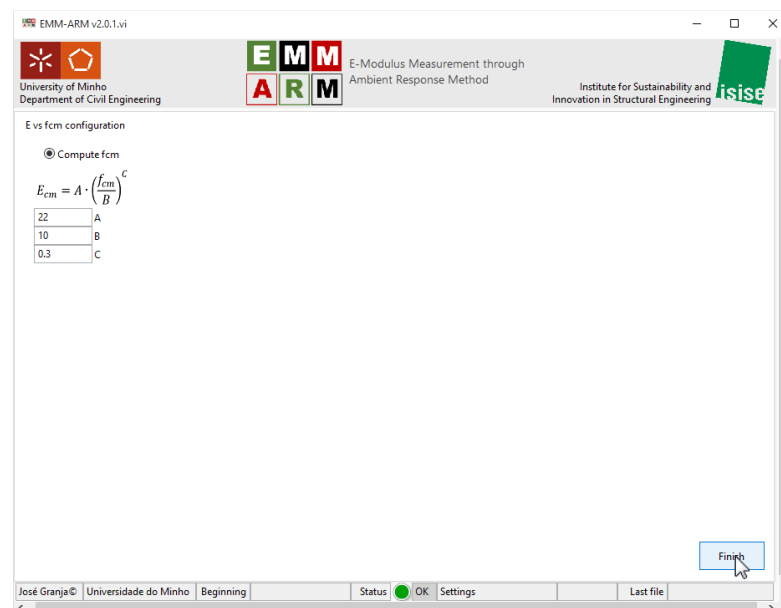 EMM-ARM v2.0.1.vi
University of Minho
Department of Civil Engineering
E M M
A R M
E-Modulus Measurement through
Ambient Response Method
Institute for Sustainability and
Innovation in Structural Engineering
isise
E vs fcm configuration
Compute fcm
E_cm = A · (f_cm / B)^C
22 A
10 B
0.3 C
Finish
José Granja© Universidade do Minho Beginning Status OK Settings Last file